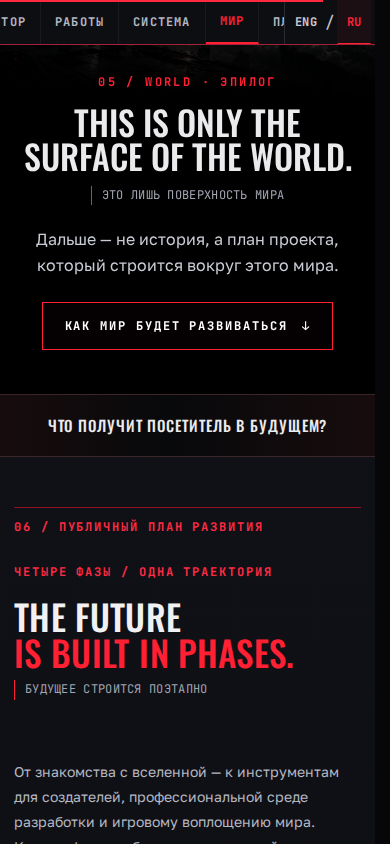 ТОР РАБОТЫ СИСТЕМА МИР ENG / RU
05 / WORLD · ЭПИЛОГ
THIS IS ONLY THE
SURFACE OF THE WORLD.
ЭТО ЛИШЬ ПОВЕРХНОСТЬ МИРА
Дальше — не история, а план проекта,
который строится вокруг этого мира.
КАК МИР БУДЕТ РАЗВИВАТЬСЯ ↓
ЧТО ПОЛУЧИТ ПОСЕТИТЕЛЬ В БУДУЩЕМ?
06 / ПУБЛИЧНЫЙ ПЛАН РАЗВИТИЯ
ЧЕТЫРЕ ФАЗЫ / ОДНА ТРАЕКТОРИЯ
THE FUTURE
IS BUILT IN PHASES.
БУДУЩЕЕ СТРОИТСЯ ПОЭТАПНО
От знакомства с вселенной — к инструментам
для создателей, профессиональной среде
разработки и игровому воплощению мира.